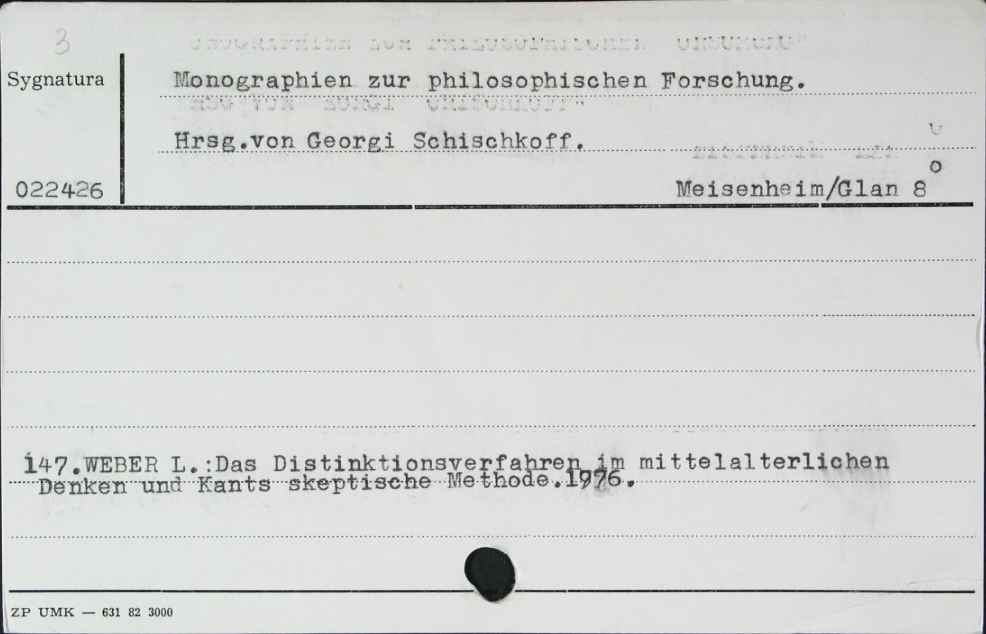 3
Sygnatura
Monographien zur philosophischen Forschung.
Hrsg.von Georgi Schischkoff.
022426
Meisenheim/Glan 8°
147.WEBER L.:Das Distinktionsverfahren im mittelalterlichen
Denken und Kants skeptische Methode.1976.
ZP UMK — 631 82 3000